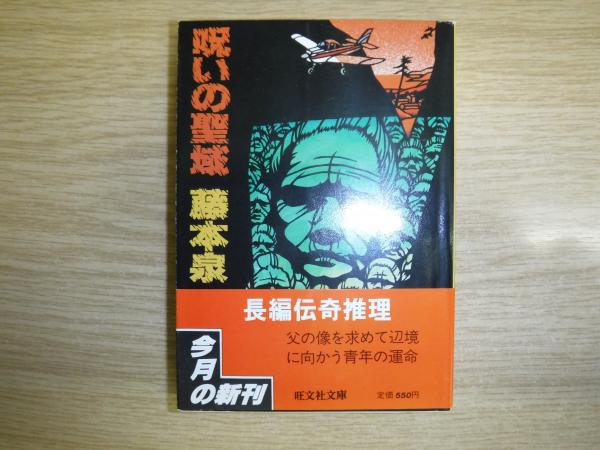 呪いの聖域
藤本泉
長編伝奇推理
父の像を求めて辺境
に向かう青年の運命
今月の新刊
旺文社文庫
定価550円